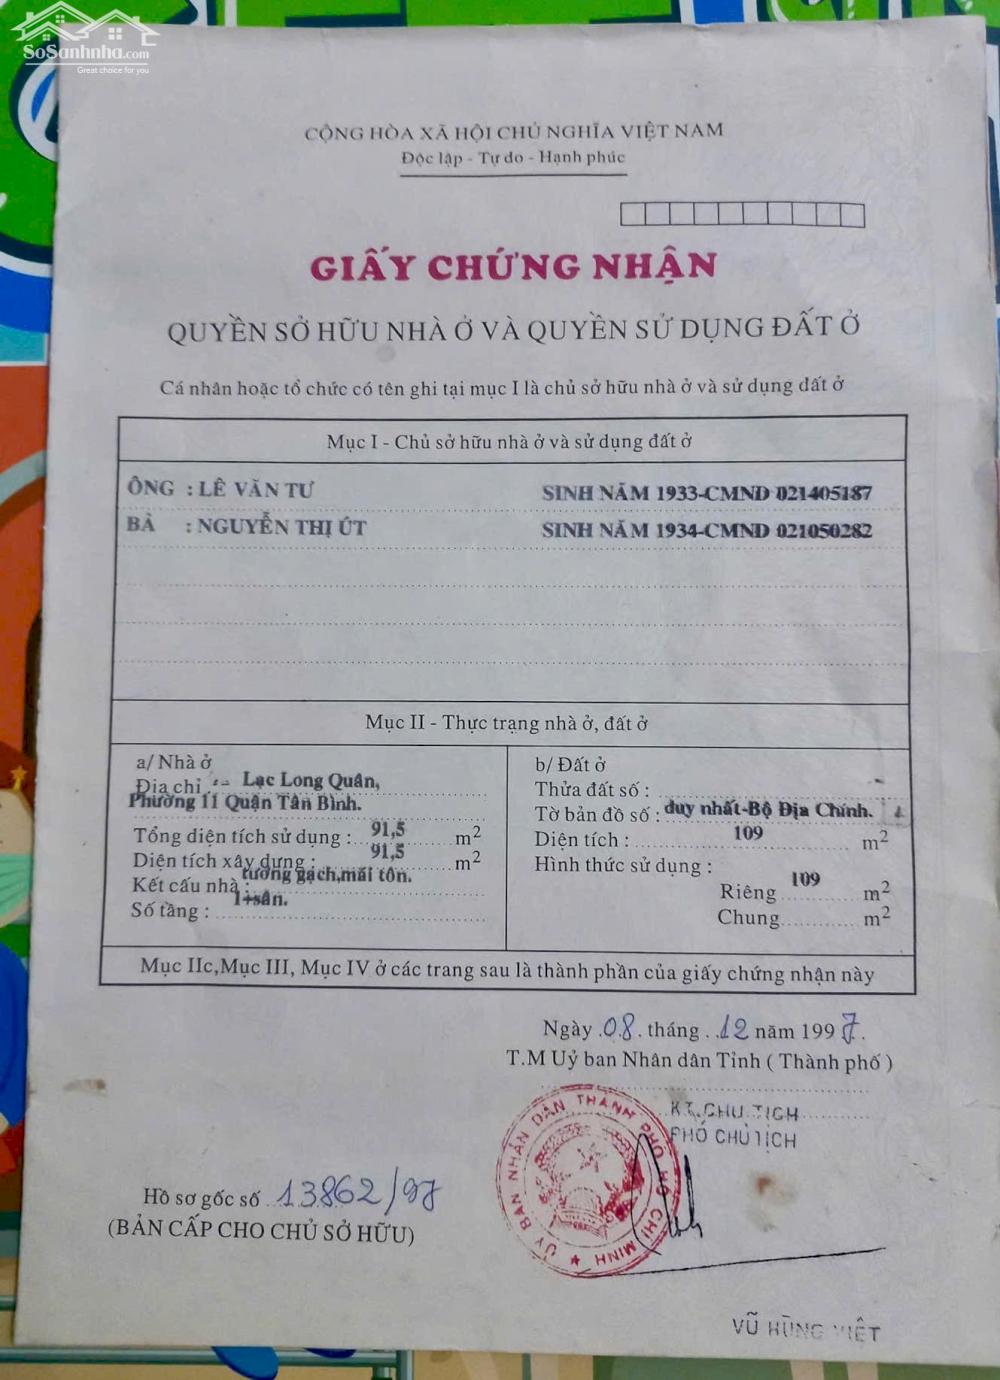 SoSanhnha.com
Great choice for you
CỘNG HÒA XÃ HỘI CHỦ NGHĨA VIỆT NAM
Độc lập - Tự do - Hạnh phúc
GIẤY CHỨNG NHẬN
QUYỀN SỞ HỮU NHÀ Ở VÀ QUYỀN SỬ DỤNG ĐẤT Ở
Cá nhân hoặc tổ chức có tên ghi tại mục I là chủ sở hữu nhà ở và sử dụng đất ở
Mục I - Chủ sở hữu nhà ở và sử dụng đất ở
ÔNG : LÊ VĂN TƯ SINH NĂM 1933-CMND 021405187
BÀ : NGUYỄN THỊ ÚT SINH NĂM 1934-CMND 021050282
Mục II - Thực trạng nhà ở, đất ở
a/ Nhà ở
Địa chỉ Lạc Long Quân,
Phường 11 Quận Tân Bình.
Tổng diện tích sử dụng : 91,5 m2
Diện tích xây dựng : 91,5 m2
Kết cấu nhà : tường gạch,mái tôn.
Số tầng : 1+sân.
b/ Đất ở
Thửa đất số :
Tờ bản đồ số : duy nhất-Bộ Địa Chính.
Diện tích : 109 m2
Hình thức sử dụng :
Riêng 109 m2
Chung m2
Mục IIc,Mục III, Mục IV ở các trang sau là thành phần của giấy chứng nhận này
Ngày 08 tháng 12 năm 1997.
T.M Uỷ ban Nhân dân Tỉnh ( Thành phố )
KT.CHỦ TỊCH
PHÓ CHỦ TỊCH
ỦY BAN NHÂN DÂN THÀNH PHỐ HỒ CHÍ MINH
Hồ sơ gốc số 13862/97
(BẢN CẤP CHO CHỦ SỞ HỮU)
VŨ HÙNG VIỆT